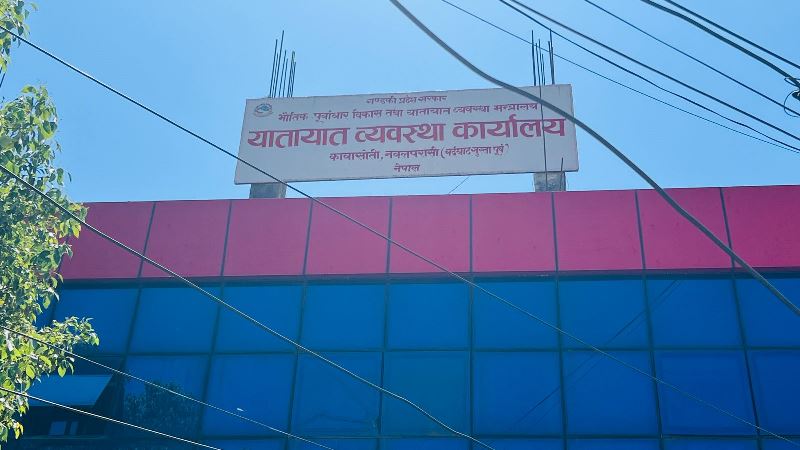 गण्डकी प्रदेश सरकार
भौतिक पूर्वाधार विकास तथा यातायात व्यवस्था मन्त्रालय
यातायात व्यवस्था कार्यालय
कावासोती, नवलपरासी (बर्दघाट सुस्ता पूर्व)
नेपाल